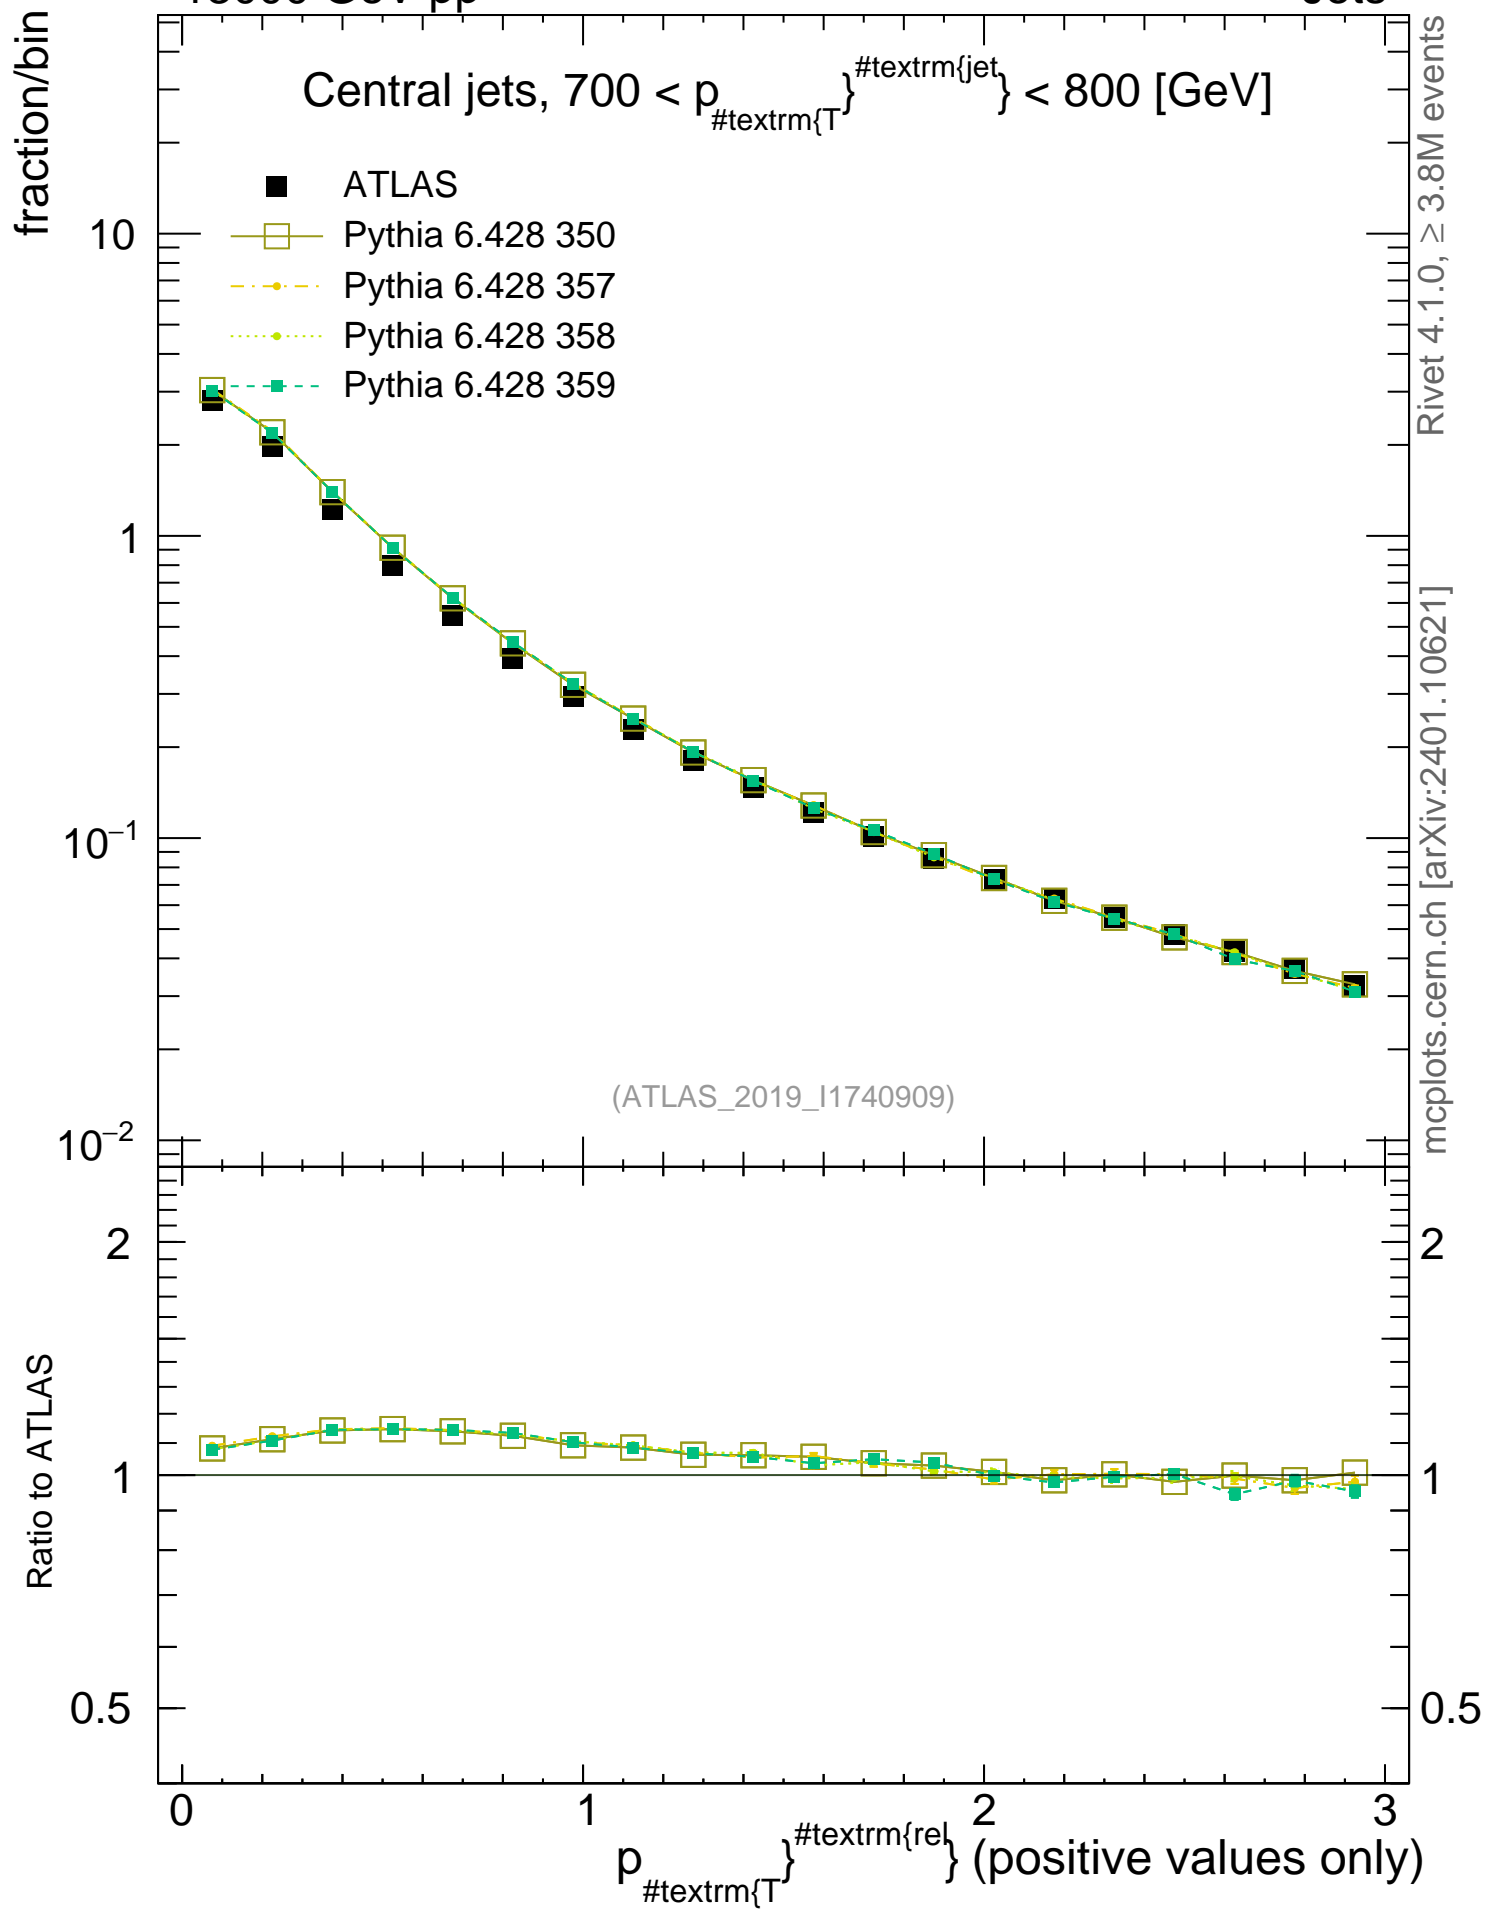 Central jets, 700 < p_#textrm{T}^#textrm{jet} < 800 [GeV]
fraction/bin
ATLAS
Pythia 6.428 350
Pythia 6.428 357
Pythia 6.428 358
Pythia 6.428 359
10
1
10⁻¹
10⁻²
(ATLAS_2019_I1740909)
Rivet 4.1.0, ≥ 3.8M events
mcplots.cern.ch [arXiv:2401.10621]
Ratio to ATLAS
2
1
0.5
2
1
0.5
0 1 2 3
p_#textrm{T}^#textrm{rel} (positive values only)